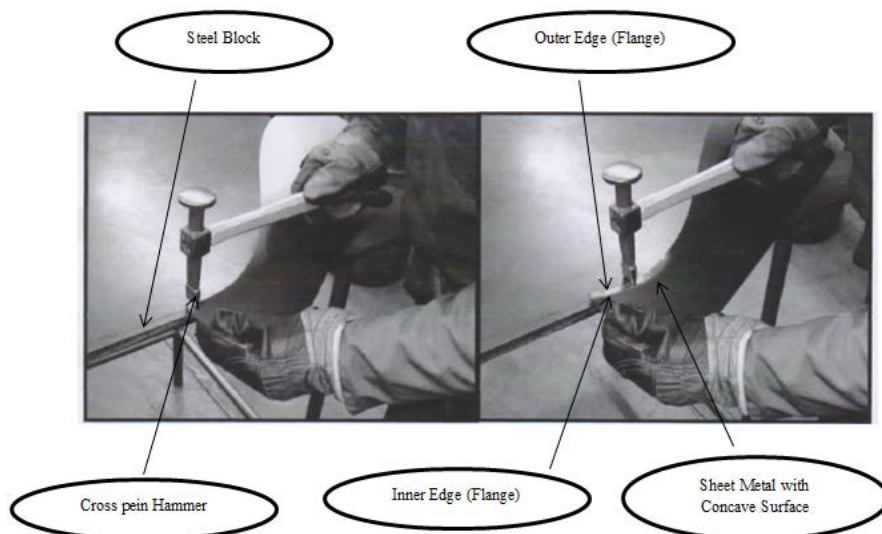 Steel Block
Outer Edge (Flange)
Cross pein Hammer
Inner Edge (Flange)
Sheet Metal with
Concave Surface